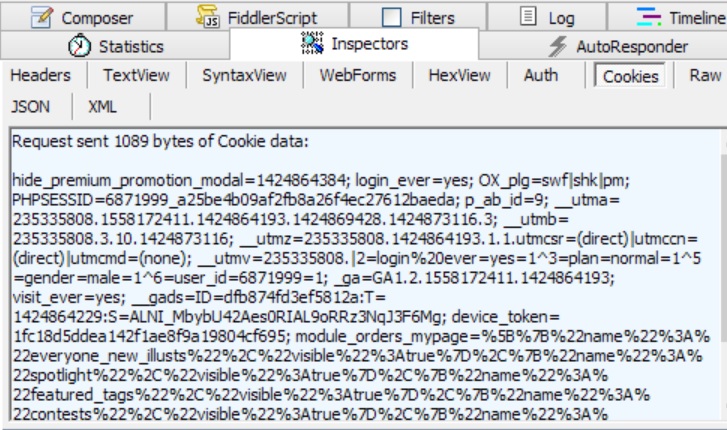 Composer FiddlerScript Filters Log Timeline
Statistics Inspectors AutoResponder
Headers TextView SyntaxView WebForms HexView Auth Cookies Raw
JSON XML
Request sent 1089 bytes of Cookie data:
hide_premium_promotion_modal=1424864384; login_ever=yes; OX_plg=swf|shk|pm;
PHPSESSID=6871999_a25be4b09af2fb8a26f4ec27612baeda; p_ab_id=9; __utma=
235335808.1558172411.1424864193.1424869428.1424873116.3; __utmb=
235335808.3.10.1424873116; __utmz=235335808.1424864193.1.1.utmcsr=(direct)|utmccn=
(direct)|utmcmd=(none); __utmv=235335808.|2=login%20ever=yes=1^3=plan=normal=1^5
=gender=male=1^6=user_id=6871999=1; _ga=GA1.2.1558172411.1424864193;
visit_ever=yes; __gads=ID=dfb874fd3ef5812a:T=
1424864229:S=ALNI_MbybU42Aes0RIAL9oRRz3NqJ3F6Mg; device_token=
1fc18d5ddea142f1ae8f9a19804cf695; module_orders_mypage=%5B%7B%22name%22%3A%
22everyone_new_illusts%22%2C%22visible%22%3Atrue%7D%2C%7B%22name%22%3A%
22spotlight%22%2C%22visible%22%3Atrue%7D%2C%7B%22name%22%3A%
22featured_tags%22%2C%22visible%22%3Atrue%7D%2C%7B%22name%22%3A%
22contests%22%2C%22visible%22%3Atrue%7D%2C%7B%22name%22%3A%